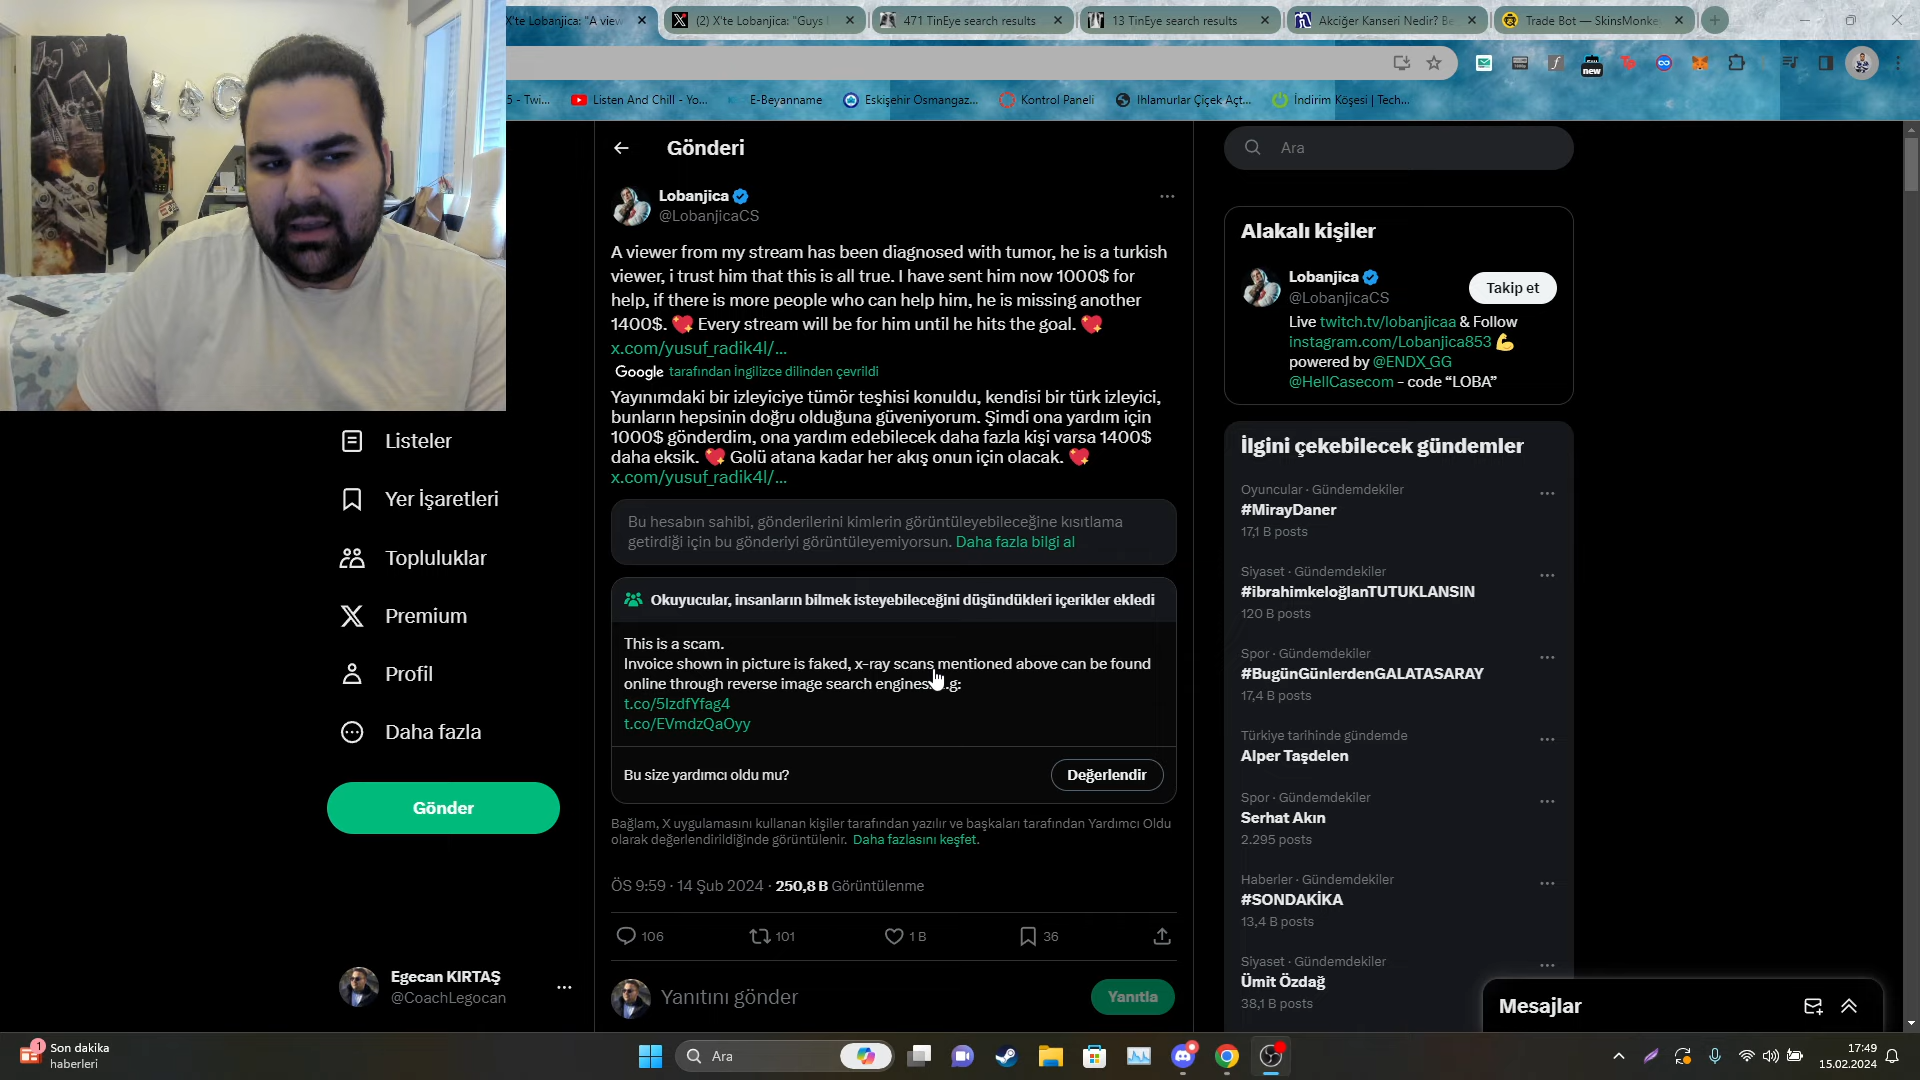 X'te Lobanjica: "A view
(2) X'te Lobanjica: "Guys
471 TinEye search results
13 TinEye search results
Akciğer Kanseri Nedir? Be
Trade Bot — SkinsMonke
new
5 - Twi...
Listen And Chill - Yo...
E-Beyanname
Eskişehir Osmangaz...
Kontrol Paneli
Ihlamurlar Çiçek Açt...
İndirim Köşesi | Tech...
Listeler
Yer İşaretleri
Topluluklar
Premium
Profil
Daha fazla
Gönder
Egecan KIRTAŞ
@CoachLegocan
Gönderi
Lobanjica
@LobanjicaCS
A viewer from my stream has been diagnosed with tumor, he is a turkish
viewer, i trust him that this is all true. I have sent him now 1000$ for
help, if there is more people who can help him, he is missing another
1400$. 💖 Every stream will be for him until he hits the goal. 💖
x.com/yusuf_radik4l/...
Google tarafından İngilizce dilinden çevrildi
Yayınımdaki bir izleyiciye tümör teşhisi konuldu, kendisi bir türk izleyici,
bunların hepsinin doğru olduğuna güveniyorum. Şimdi ona yardım için
1000$ gönderdim, ona yardım edebilecek daha fazla kişi varsa 1400$
daha eksik. 💖 Golü atana kadar her akış onun için olacak. 💖
x.com/yusuf_radik4l/...
Bu hesabın sahibi, gönderilerini kimlerin görüntüleyebileceğine kısıtlama
getirdiği için bu gönderiyi görüntüleyemiyorsun. Daha fazla bilgi al
Okuyucular, insanların bilmek isteyebileceğini düşündükleri içerikler ekledi
This is a scam.
Invoice shown in picture is faked, x-ray scans mentioned above can be found
online through reverse image search engines .g:
t.co/5IzdfYfag4
t.co/EVmdzQaOyy
Bu size yardımcı oldu mu?
Değerlendir
Bağlam, X uygulamasını kullanan kişiler tarafından yazılır ve başkaları tarafından Yardımcı Oldu
olarak değerlendirildiğinde görüntülenir. Daha fazlasını keşfet.
ÖS 9:59 · 14 Şub 2024 · 250,8 B Görüntülenme
106
101
1 B
36
Yanıtını gönder
Yanıtla
Ara
Alakalı kişiler
Lobanjica
@LobanjicaCS
Takip et
Live twitch.tv/lobanjicaa & Follow
instagram.com/Lobanjica853 💪
powered by @ENDX_GG
@HellCasecom - code “LOBA”
İlgini çekebilecek gündemler
Oyuncular · Gündemdekiler
#MirayDaner
17,1 B posts
Siyaset · Gündemdekiler
#ibrahimkeloğlanTUTUKLANSIN
120 B posts
Spor · Gündemdekiler
#BugünGünlerdenGALATASARAY
17,4 B posts
Türkiye tarihinde gündemde
Alper Taşdelen
Spor · Gündemdekiler
Serhat Akın
2.295 posts
Haberler · Gündemdekiler
#SONDAKİKA
13,4 B posts
Siyaset · Gündemdekiler
Ümit Özdağ
38,1 B posts
Mesajlar
1
Son dakika
haberleri
Ara
17:49
15.02.2024